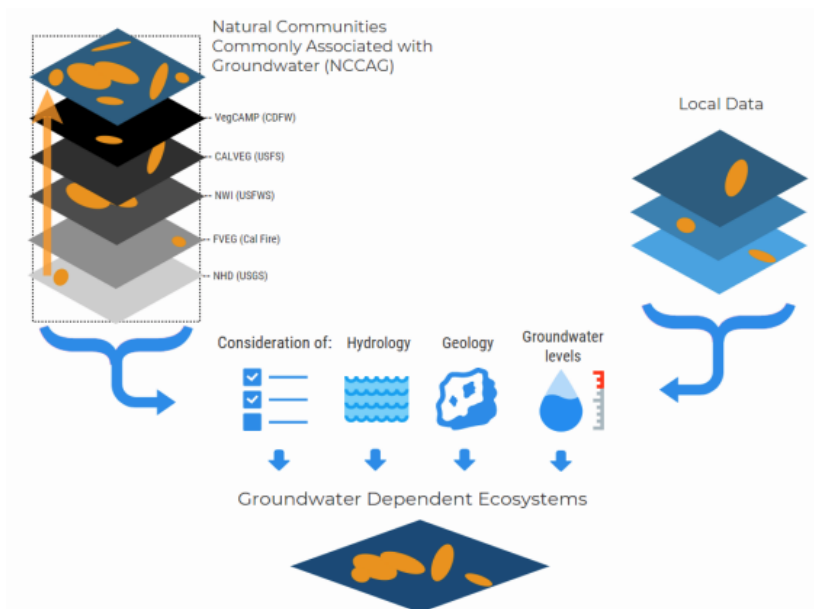 Natural Communities
Commonly Associated with
Groundwater (NCCAG)
VegCAMP (CDFW)
CALVEG (USFS)
NWI (USFWS)
FVEG (Cal Fire)
NHD (USGS)
Local Data
Consideration of:
Hydrology
Geology
Groundwater
levels
Groundwater Dependent Ecosystems